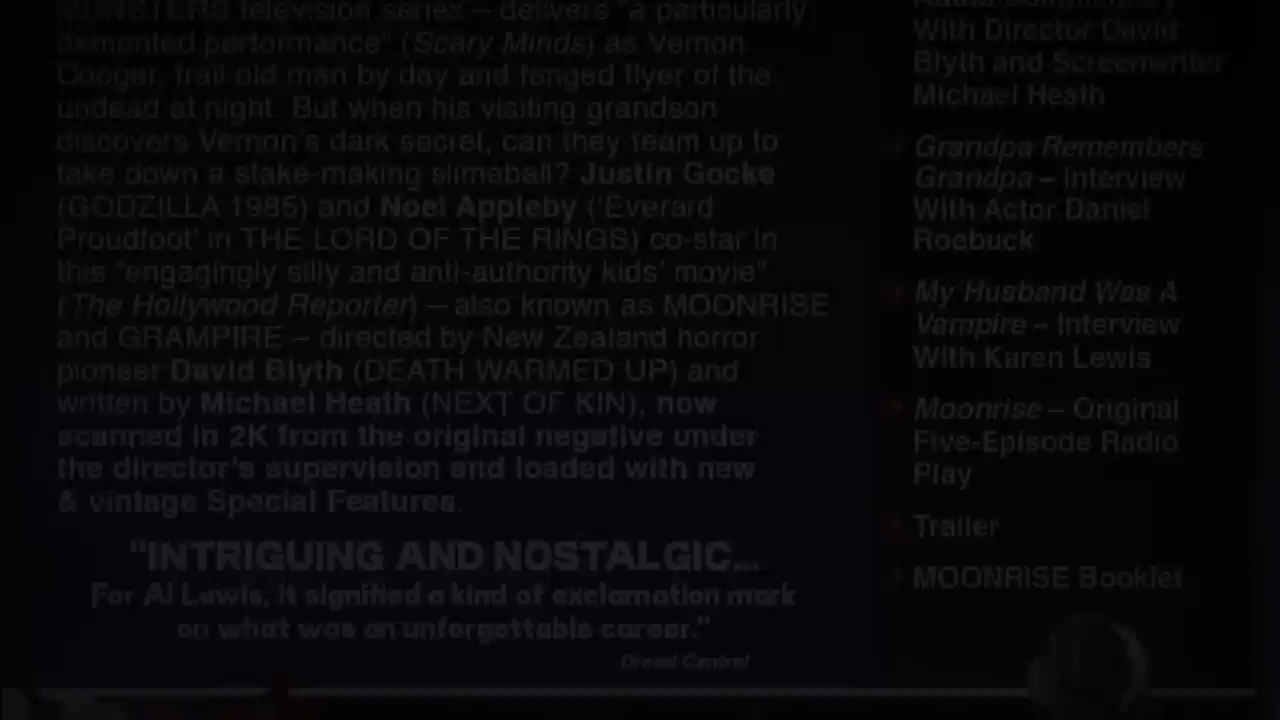 television series – delivers "a particularly
demented performance" (Scary Minds) as Vernon
Cooger, frail old man by day and fanged flyer of the
undead at night. But when his visiting grandson
discovers Vernon's dark secret, can they team up to
take down a stake-making slimeball? Justin Gocke
(GODZILLA 1985) and Noel Appleby ('Everard
Proudfoot' in THE LORD OF THE RINGS) co-star in
this "engagingly silly and anti-authority kids' movie"
(The Hollywood Reporter) – also known as MOONRISE
and GRAMPIRE – directed by New Zealand horror
pioneer David Blyth (DEATH WARMED UP) and
written by Michael Heath (NEXT OF KIN), now
scanned in 2K from the original negative under
the director's supervision and loaded with new
& vintage Special Features.
"INTRIGUING AND NOSTALGIC...
For Al Lewis, it signified a kind of exclamation mark
on what was an unforgettable career."
Dread Central
Audio Commentary
With Director David
Blyth and Screenwriter
Michael Heath
Grandpa Remembers
Grandpa – Interview
With Actor Daniel
Roebuck
My Husband Was A
Vampire – Interview
With Karen Lewis
Moonrise – Original
Five-Episode Radio
Play
Trailer
MOONRISE Booklet